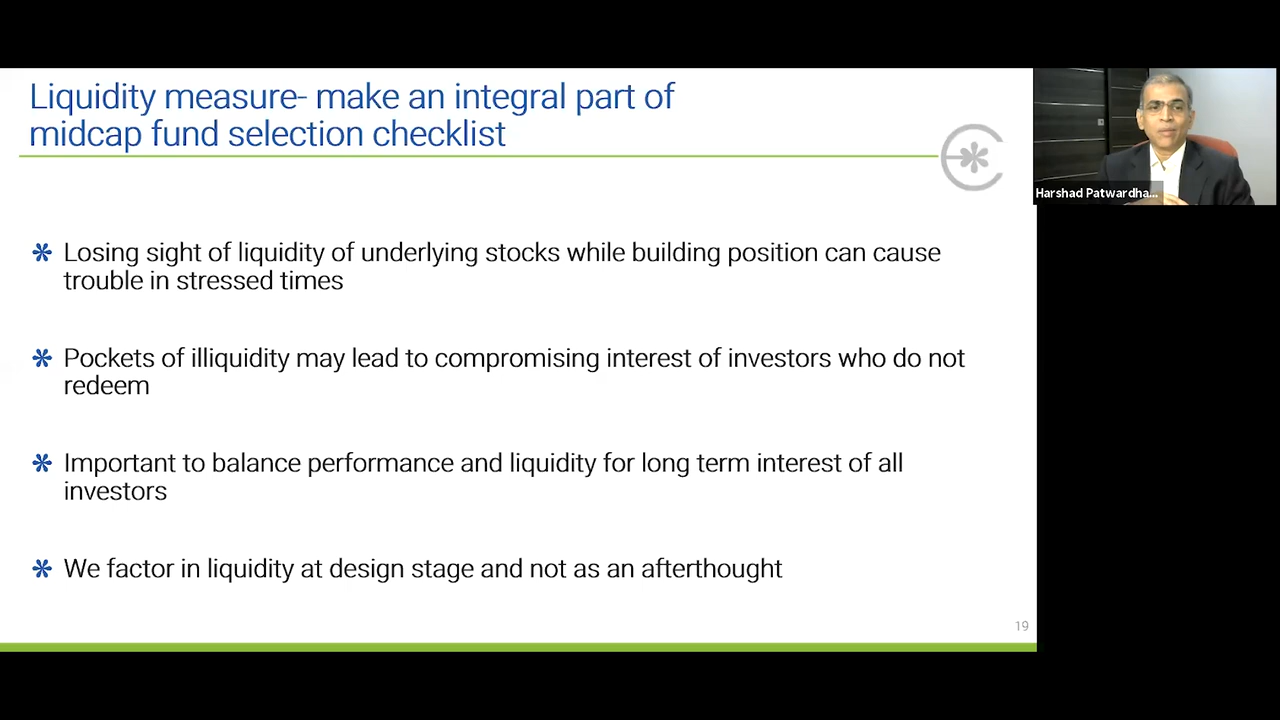 Liquidity measure- make an integral part of
midcap fund selection checklist
Harshad Patwardha...
Losing sight of liquidity of underlying stocks while building position can cause
trouble in stressed times
Pockets of illiquidity may lead to compromising interest of investors who do not
redeem
Important to balance performance and liquidity for long term interest of all
investors
We factor in liquidity at design stage and not as an afterthought
19